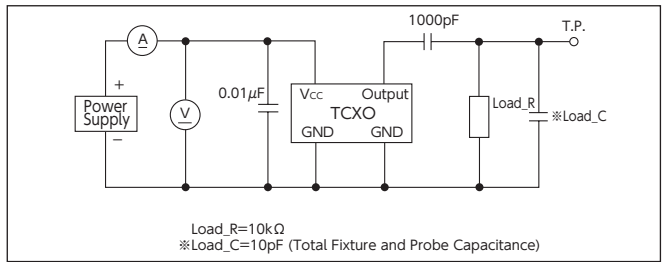 1000pF
T.P.
A
+
Power
Supply
−
V
0.01μF
Vcc Output
TCXO
GND GND
Load_R
※Load_C
Load_R=10kΩ
※Load_C=10pF (Total Fixture and Probe Capacitance)